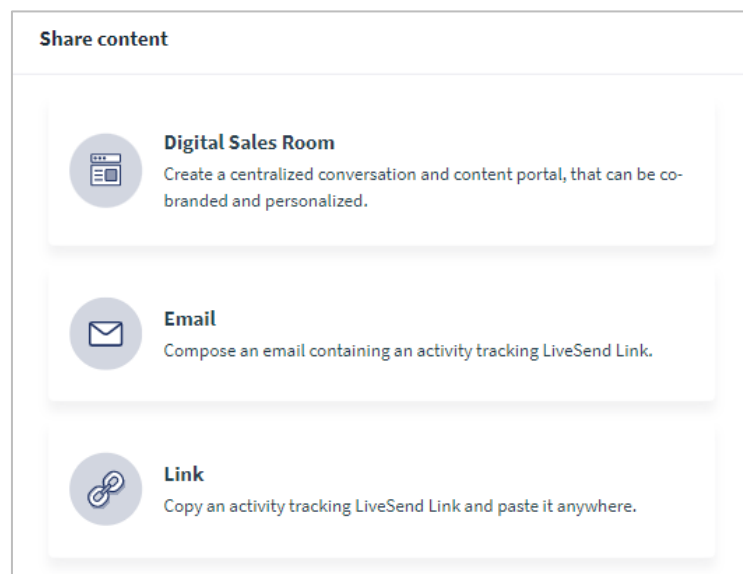 Share content
Digital Sales Room
Create a centralized conversation and content portal, that can be co-
branded and personalized.
Email
Compose an email containing an activity tracking LiveSend Link.
Link
Copy an activity tracking LiveSend Link and paste it anywhere.